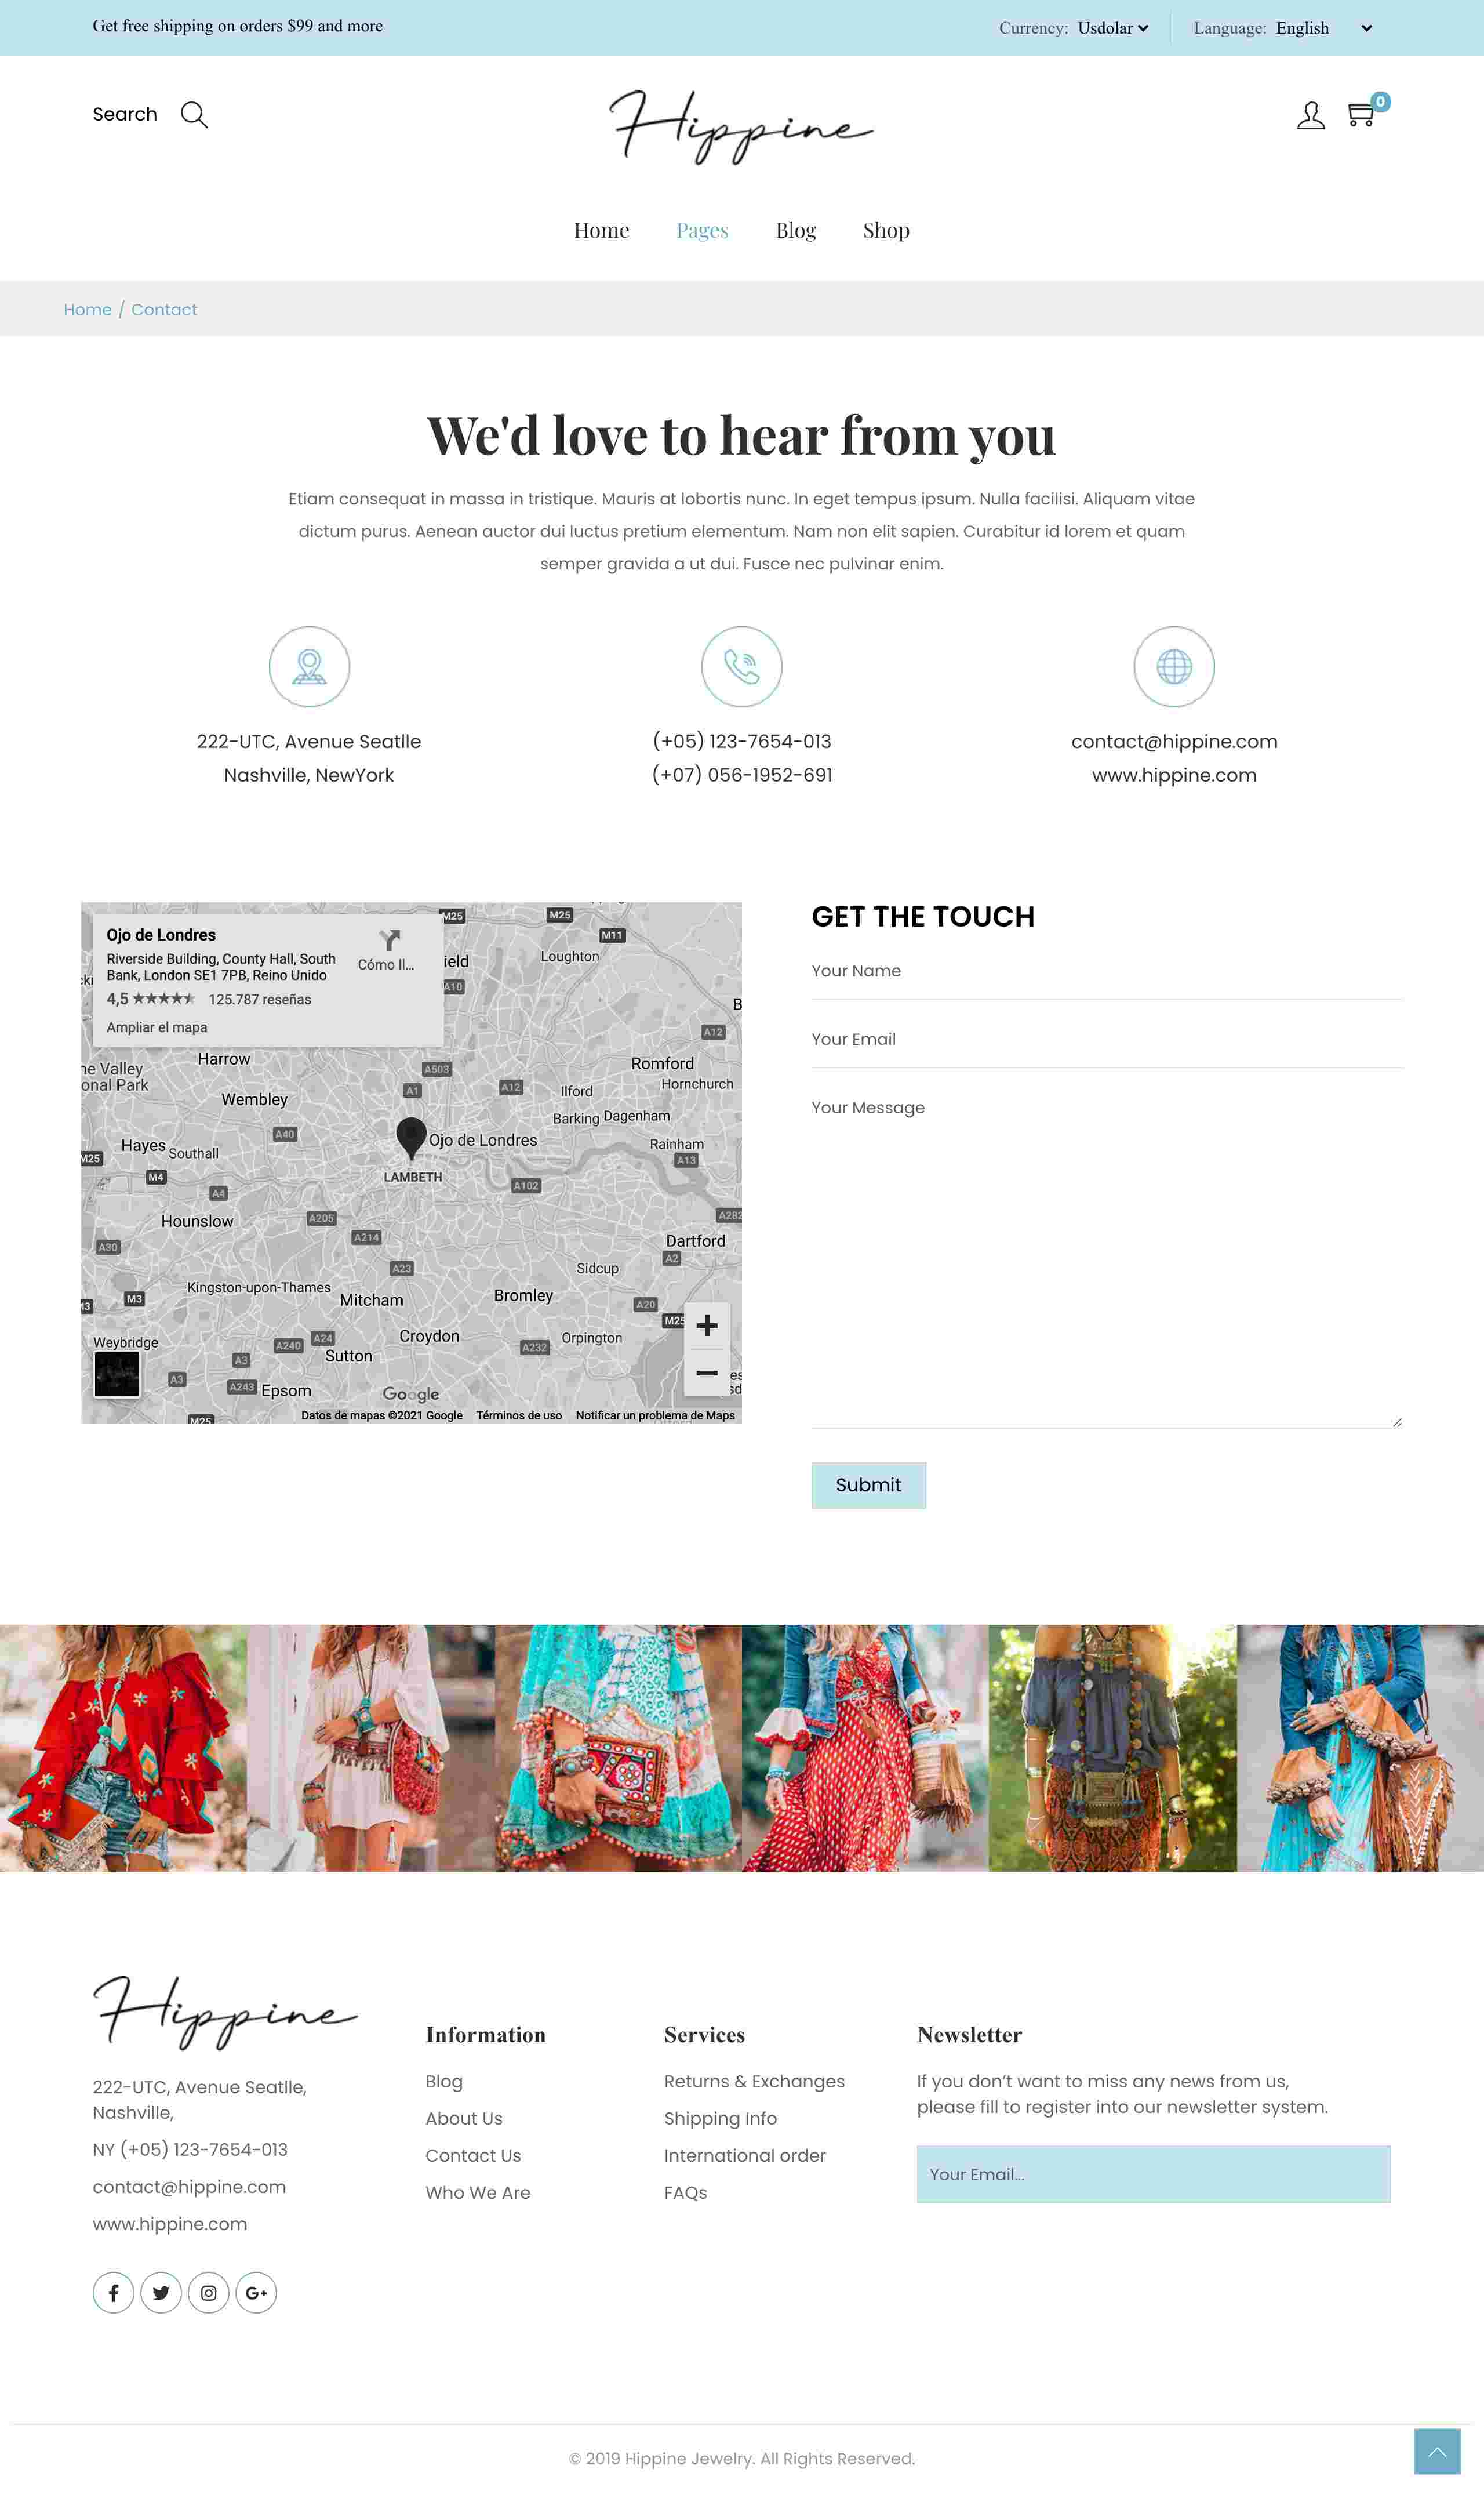 Get free shipping on orders $99 and more
Currency: Usdolar
Language: English
Search
Hippine
0
Home Pages Blog Shop
Home / Contact
We'd love to hear from you
Etiam consequat in massa in tristique. Mauris at lobortis nunc. In eget tempus ipsum. Nulla facilisi. Aliquam vitae
dictum purus. Aenean auctor dui luctus pretium elementum. Nam non elit sapien. Curabitur id lorem et quam
semper gravida a ut dui. Fusce nec pulvinar enim.
222-UTC, Avenue Seatlle
Nashville, NewYork
(+05) 123-7654-013
(+07) 056-1952-691
contact@hippine.com
www.hippine.com
Ojo de Londres
Riverside Building, County Hall, South
Bank, London SE1 7PB, Reino Unido
4,5 125.787 reseñas
Ampliar el mapa
Cómo ll...
M25
M25
M11
Loughton
A10
A12
Harrow
A503
Romford
Hornchurch
Wembley
A1
A12
Ilford
Barking
Dagenham
A40
Ojo de Londres
Hayes
Southall
Rainham
A13
M25
M4
LAMBETH
A4
A102
Hounslow
A205
A282
A214
Dartford
A30
A2
A23
Sidcup
Kingston-upon-Thames
Mitcham
Bromley
M3
A20
M25
Weybridge
A240
A24
Croydon
A232
Orpington
A3
Sutton
A3
A243
Epsom
Google
M25
Datos de mapas ©2021 Google Términos de uso Notificar un problema de Maps
GET THE TOUCH
Your Name
Your Email
Your Message
Submit
Hippine
222-UTC, Avenue Seatlle,
Nashville,
NY (+05) 123-7654-013
contact@hippine.com
www.hippine.com
Information
Blog
About Us
Contact Us
Who We Are
Services
Returns & Exchanges
Shipping Info
International order
FAQs
Newsletter
If you don’t want to miss any news from us,
please fill to register into our newsletter system.
Your Email...
© 2019 Hippine Jewelry. All Rights Reserved.